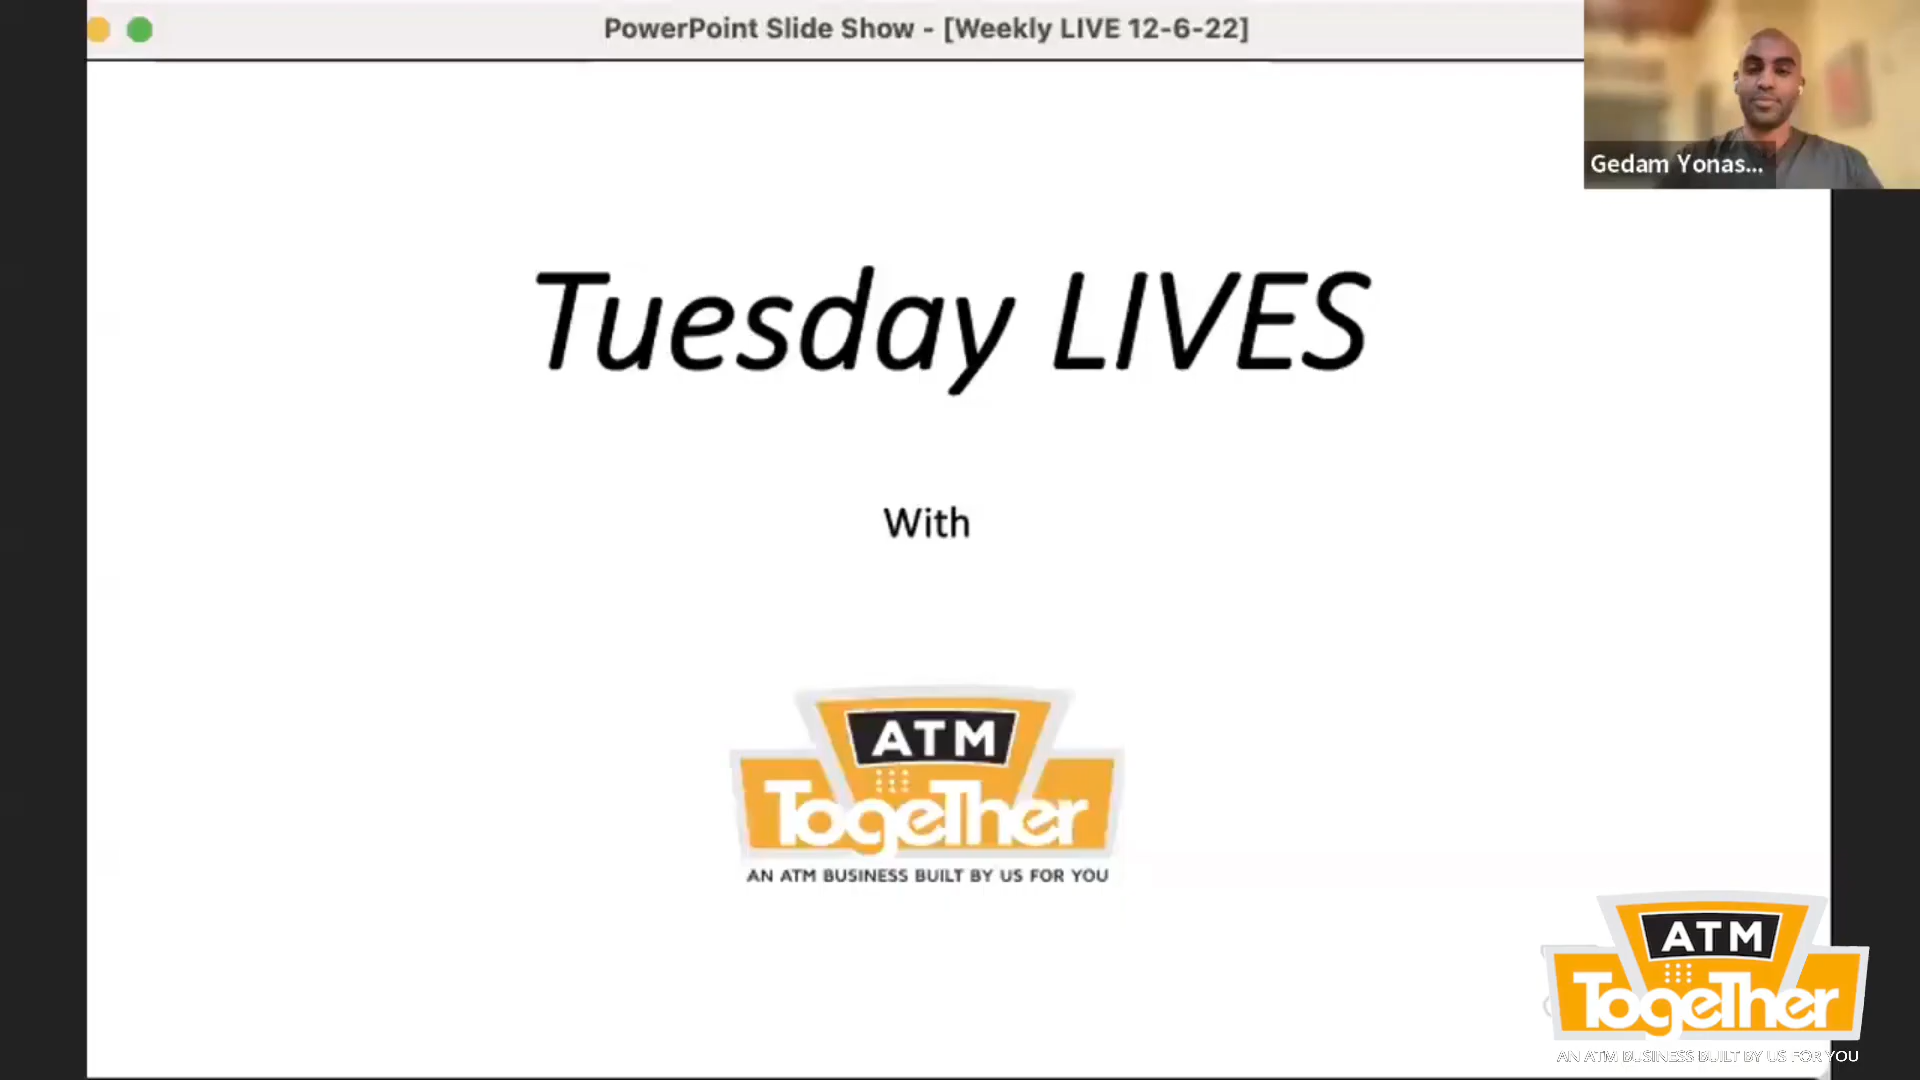 PowerPoint Slide Show - [Weekly LIVE 12-6-22]
Gedam Yonas...
Tuesday LIVES
With
ATM
Together
AN ATM BUSINESS BUILT BY US FOR YOU
ATM
Together
AN ATM BUSINESS BUILT BY US FOR YOU